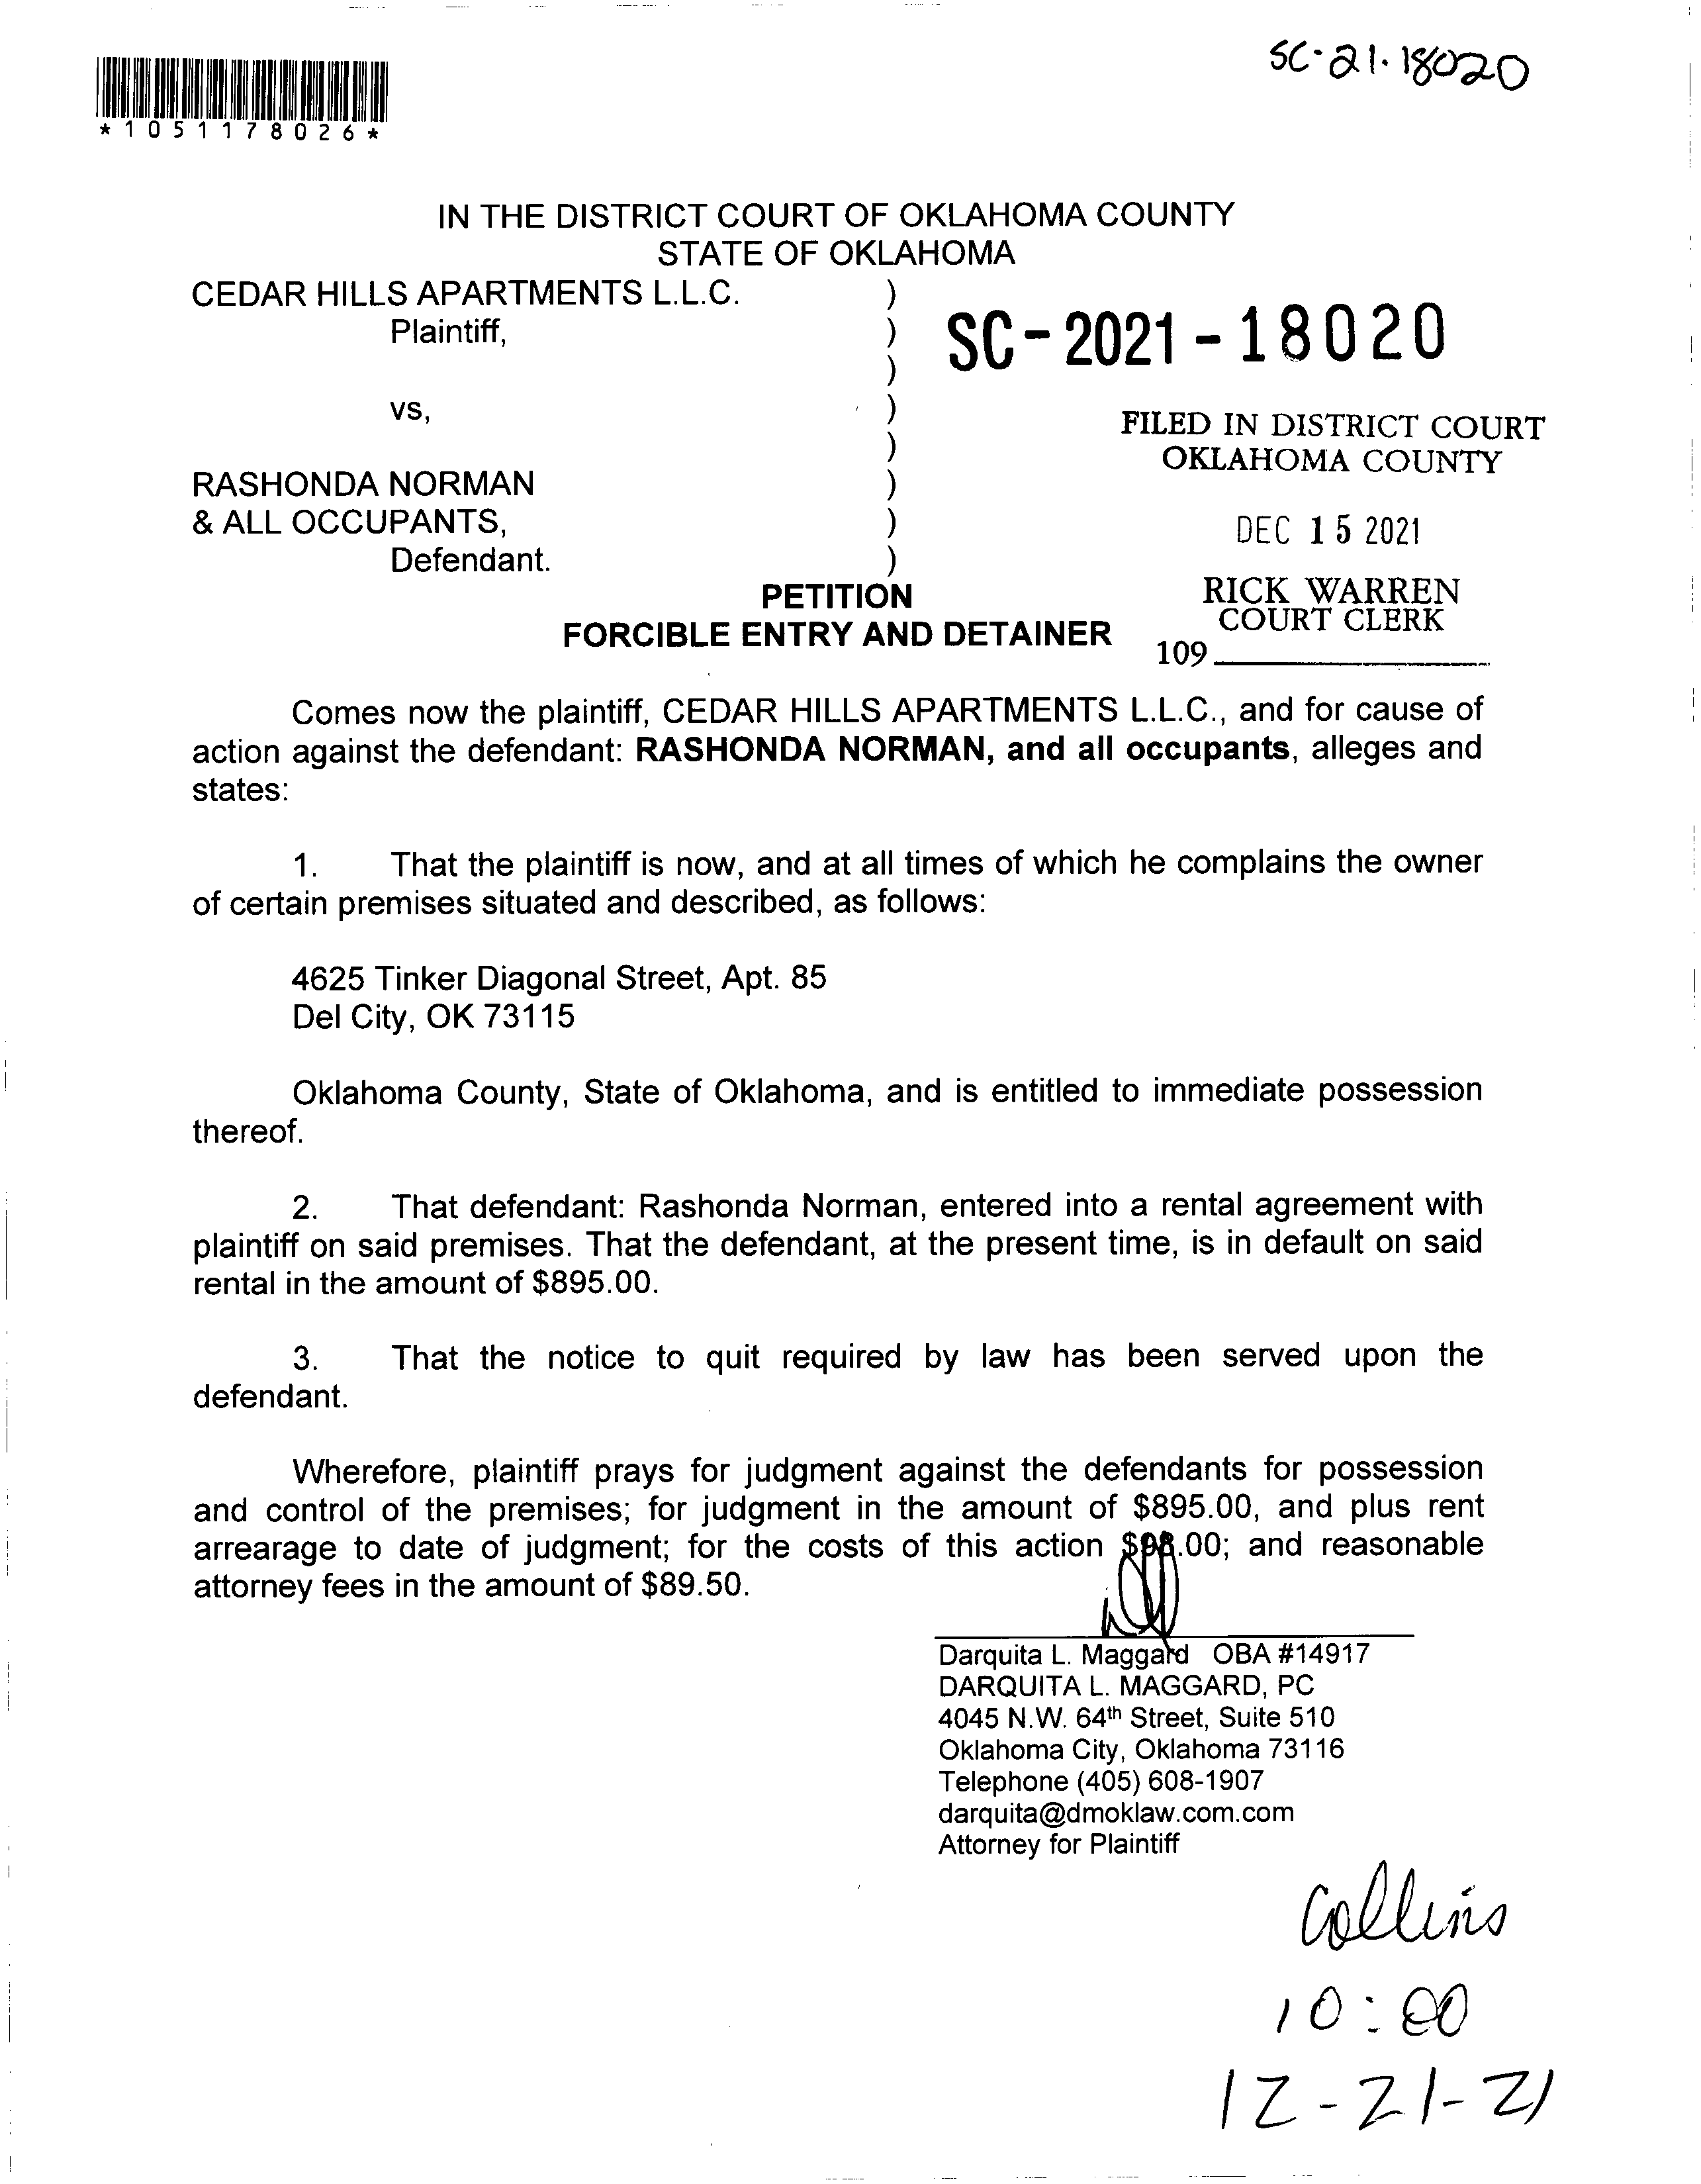 SC-21-18020
*1051178026*
IN THE DISTRICT COURT OF OKLAHOMA COUNTY
STATE OF OKLAHOMA
CEDAR HILLS APARTMENTS L.L.C. )
Plaintiff, )
)
SC-2021-18020
vs, )
)
FILED IN DISTRICT COURT
OKLAHOMA COUNTY
RASHONDA NORMAN )
& ALL OCCUPANTS, )
Defendant. )
DEC 15 2021
RICK WARREN
COURT CLERK
109
PETITION
FORCIBLE ENTRY AND DETAINER
Comes now the plaintiff, CEDAR HILLS APARTMENTS L.L.C., and for cause of
action against the defendant: RASHONDA NORMAN, and all occupants, alleges and
states:
1. That the plaintiff is now, and at all times of which he complains the owner
of certain premises situated and described, as follows:
4625 Tinker Diagonal Street, Apt. 85
Del City, OK 73115
Oklahoma County, State of Oklahoma, and is entitled to immediate possession
thereof.
2. That defendant: Rashonda Norman, entered into a rental agreement with
plaintiff on said premises. That the defendant, at the present time, is in default on said
rental in the amount of $895.00.
3. That the notice to quit required by law has been served upon the
defendant.
Wherefore, plaintiff prays for judgment against the defendants for possession
and control of the premises; for judgment in the amount of $895.00, and plus rent
arrearage to date of judgment; for the costs of this action and reasonable
attorney fees in the amount of $89.50.
Darquita L. Maggard OBA #14917
DARQUITA L. MAGGARD, PC
4045 N.W. 64th Street, Suite 510
Oklahoma City, Oklahoma 73116
Telephone (405) 608-1907
darquita@dmoklaw.com.com
Attorney for Plaintiff
Collins
10:00
12-21-21